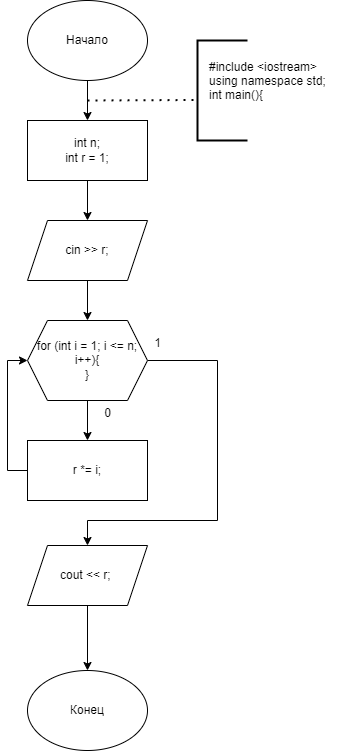 Начало
#include <iostream>
using namespace std;
int main(){
int n;
int r = 1;
cin >> r;
for (int i = 1; i <= n;
i++){
}
1
0
r *= i;
cout << r;
Конец